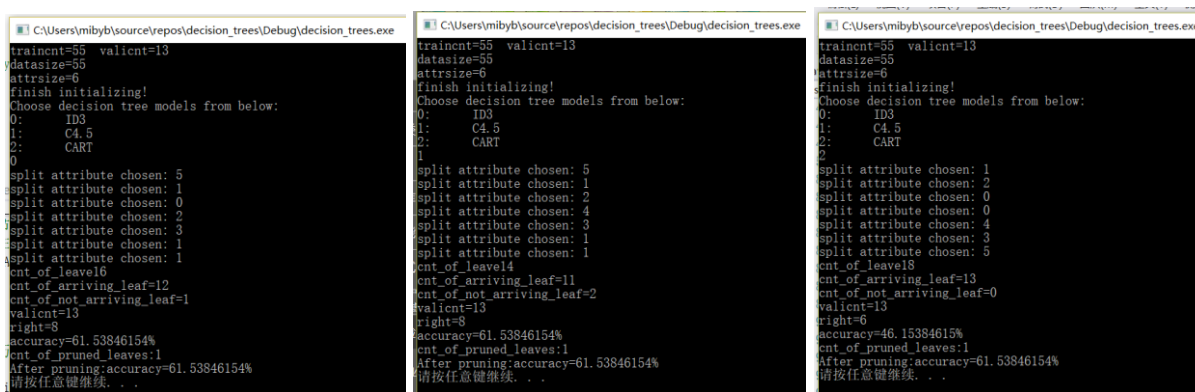 C:\Users\mibyb\source\repos\decision_trees\Debug\decision_trees.exe
traincnt=55 valicnt=13
datasize=55
attrsize=6
finish initializing!
Choose decision tree models from below:
0: ID3
1: C4.5
2: CART
0
split attribute chosen: 5
split attribute chosen: 1
split attribute chosen: 0
split attribute chosen: 2
split attribute chosen: 3
split attribute chosen: 1
split attribute chosen: 1
cnt_of_leave16
cnt_of_arriving_leaf=12
cnt_of_not_arriving_leaf=1
valicnt=13
right=8
accuracy=61.53846154%
cnt_of_pruned_leaves:1
After pruning:accuracy=61.53846154%
请按任意键继续. . .
C:\Users\mibyb\source\repos\decision_trees\Debug\decision_trees.exe
traincnt=55 valicnt=13
datasize=55
attrsize=6
finish initializing!
Choose decision tree models from below:
0: ID3
1: C4.5
2: CART
1
split attribute chosen: 5
split attribute chosen: 1
split attribute chosen: 2
split attribute chosen: 4
split attribute chosen: 3
split attribute chosen: 1
split attribute chosen: 1
cnt_of_leave14
cnt_of_arriving_leaf=11
cnt_of_not_arriving_leaf=2
valicnt=13
right=8
accuracy=61.53846154%
cnt_of_pruned_leaves:1
After pruning:accuracy=61.53846154%
请按任意键继续. . .
C:\Users\mibyb\source\repos\decision_trees\Debug\decision_trees.exe
traincnt=55 valicnt=13
datasize=55
attrsize=6
finish initializing!
Choose decision tree models from below:
0: ID3
1: C4.5
2: CART
2
split attribute chosen: 1
split attribute chosen: 2
split attribute chosen: 0
split attribute chosen: 0
split attribute chosen: 4
split attribute chosen: 3
split attribute chosen: 5
cnt_of_leave18
cnt_of_arriving_leaf=13
cnt_of_not_arriving_leaf=0
valicnt=13
right=6
accuracy=46.15384615%
cnt_of_pruned_leaves:1
After pruning:accuracy=61.53846154%
请按任意键继续. . .